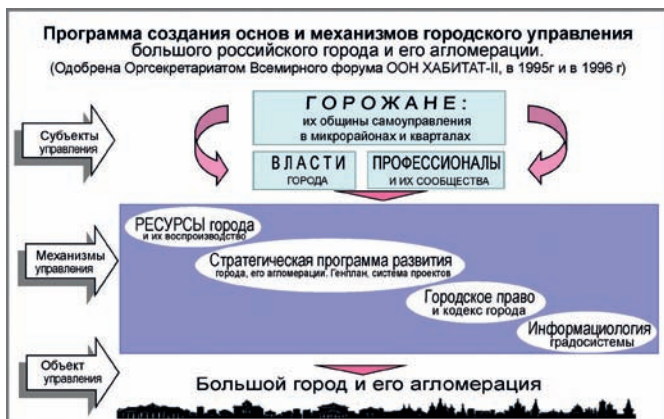 Программа создания основ и механизмов городского управления
большого российского города и его агломерации.
(Одобрена Оргсекретариатом Всемирного форума ООН ХАБИТАТ-II, в 1995г и в 1996 г)
Субъекты
управления
ГОРОЖАНЕ:
их общины самоуправления
в микрорайонах и кварталах
ВЛАСТИ
ГОРОДА
ПРОФЕССИОНАЛЫ
И ИХ СООБЩЕСТВА
Механизмы
управления
РЕСУРСЫ города
и их воспроизводство
Стратегическая программа развития
города, его агломерации. Генплан, система проектов
Городское право
и кодекс города
Информациология
градосистемы
Объект
управления
Большой город и его агломерация